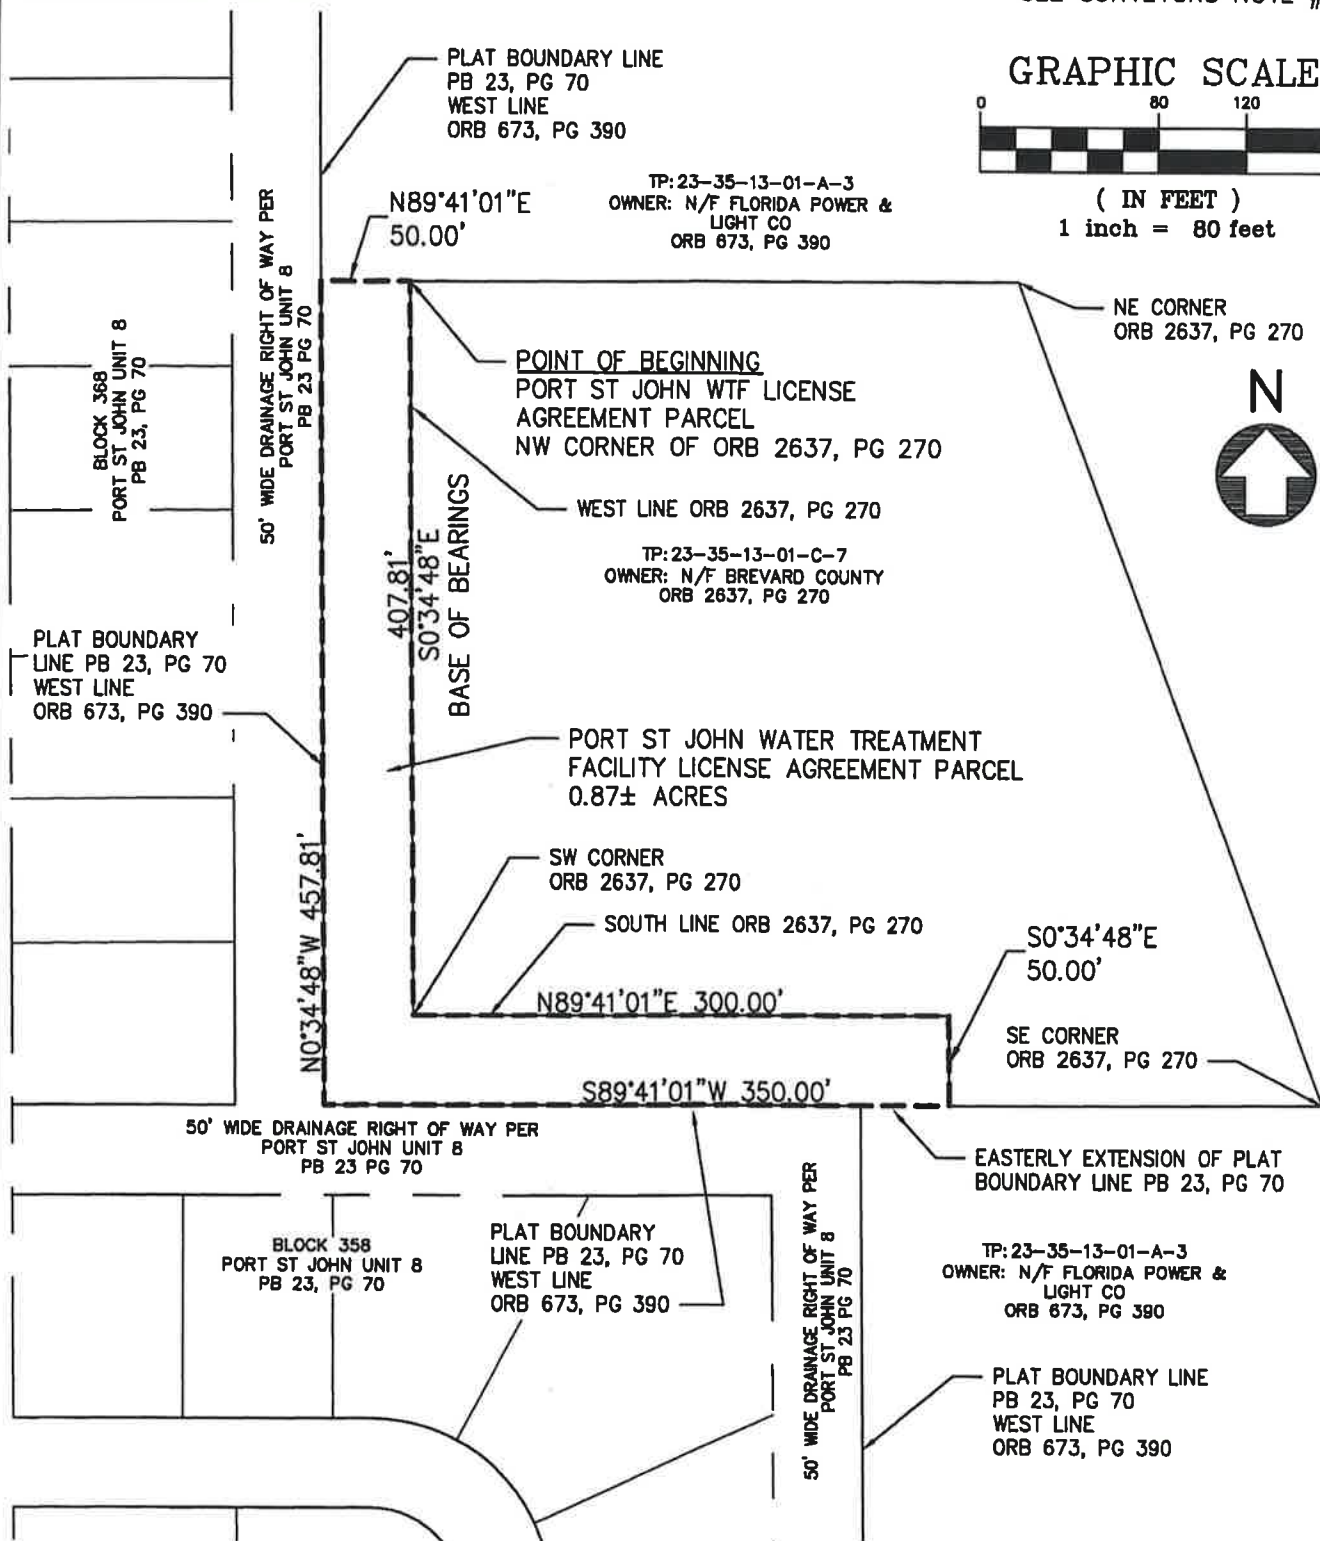 GRAPHIC SCALE
0 80 120
( IN FEET )
1 inch = 80 feet
PLAT BOUNDARY LINE
PB 23, PG 70
WEST LINE
ORB 673, PG 390
N89°41'01"E
50.00'
TP:23-35-13-01-A-3
OWNER: N/F FLORIDA POWER &
LIGHT CO
ORB 673, PG 390
NE CORNER
ORB 2637, PG 270
N
50' WIDE DRAINAGE RIGHT OF WAY PER
PORT ST JOHN UNIT 8
PB 23 PG 70
BLOCK 368
PORT ST JOHN UNIT 8
PB 23, PG 70
POINT OF BEGINNING
PORT ST JOHN WTF LICENSE
AGREEMENT PARCEL
NW CORNER OF ORB 2637, PG 270
WEST LINE ORB 2637, PG 270
TP:23-35-13-01-C-7
OWNER: N/F BREVARD COUNTY
ORB 2637, PG 270
407.81'
S0°34'48"E
BASE OF BEARINGS
PLAT BOUNDARY
LINE PB 23, PG 70
WEST LINE
ORB 673, PG 390
PORT ST JOHN WATER TREATMENT
FACILITY LICENSE AGREEMENT PARCEL
0.87± ACRES
N0°34'48"W 457.81'
SW CORNER
ORB 2637, PG 270
SOUTH LINE ORB 2637, PG 270
S0°34'48"E
50.00'
N89°41'01"E 300.00'
SE CORNER
ORB 2637, PG 270
S89°41'01"W 350.00'
50' WIDE DRAINAGE RIGHT OF WAY PER
PORT ST JOHN UNIT 8
PB 23 PG 70
EASTERLY EXTENSION OF PLAT
BOUNDARY LINE PB 23, PG 70
BLOCK 358
PORT ST JOHN UNIT 8
PB 23, PG 70
PLAT BOUNDARY
LINE PB 23, PG 70
WEST LINE
ORB 673, PG 390
50' WIDE DRAINAGE RIGHT OF WAY PER
PORT ST JOHN UNIT 8
PB 23 PG 70
TP:23-35-13-01-A-3
OWNER: N/F FLORIDA POWER &
LIGHT CO
ORB 673, PG 390
PLAT BOUNDARY LINE
PB 23, PG 70
WEST LINE
ORB 673, PG 390